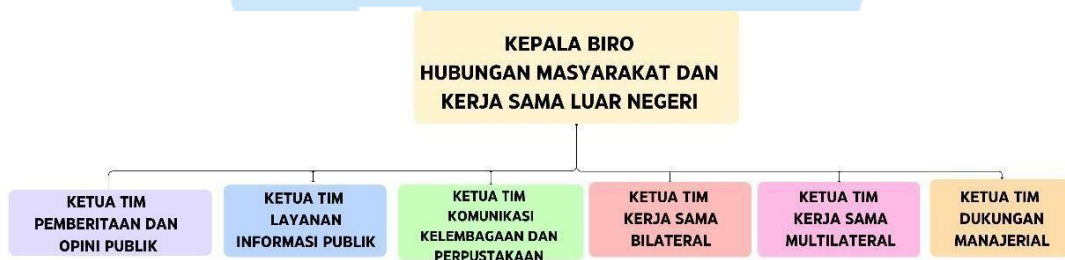 KEPALA BIRO
HUBUNGAN MASYARAKAT DAN
KERJA SAMA LUAR NEGERI
KETUA TIM
PEMBERITAAN DAN
OPINI PUBLIK
KETUA TIM
LAYANAN
INFORMASI PUBLIK
KETUA TIM
KOMUNIKASI
KELEMBAGAAN DAN
PERPUSTAKAAN
KETUA TIM
KERJA SAMA
BILATERAL
KETUA TIM
KERJA SAMA
MULTILATERAL
KETUA TIM
DUKUNGAN
MANAJERIAL